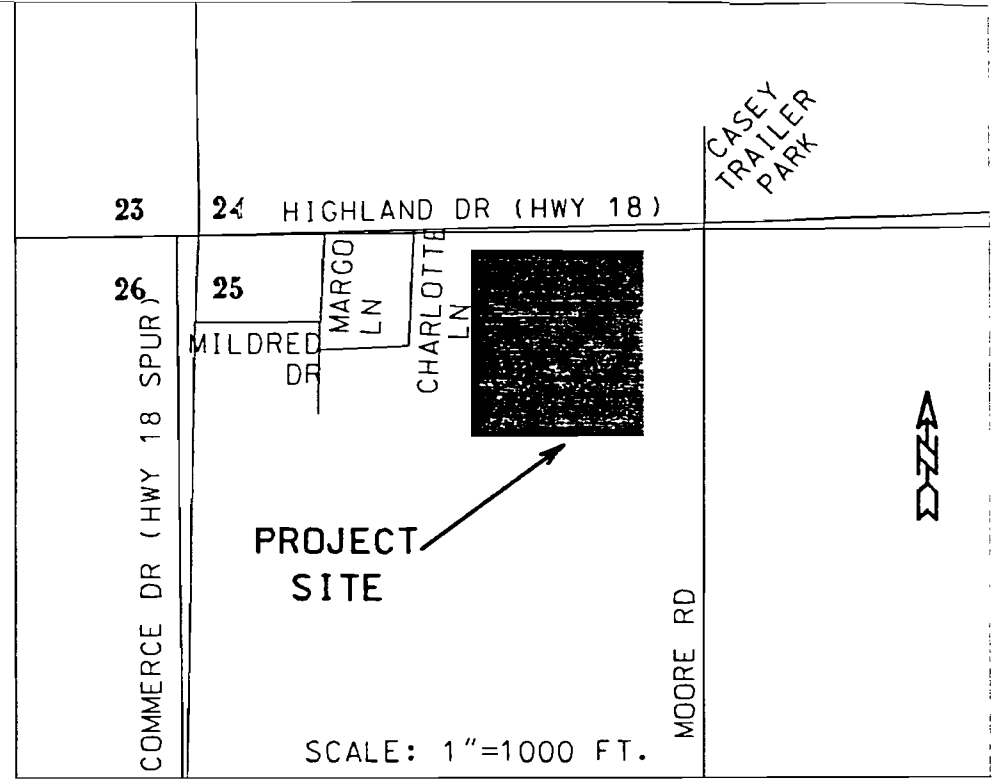 CASEY
TRAILER
PARK
23
24
HIGHLAND DR (HWY 18)
26
25
MARGO
LN
CHARLOTTE
LN
MILDRED
DR
COMMERCE DR (HWY 18 SPUR)
N
PROJECT
SITE
MOORE RD
SCALE: 1"=1000 FT.